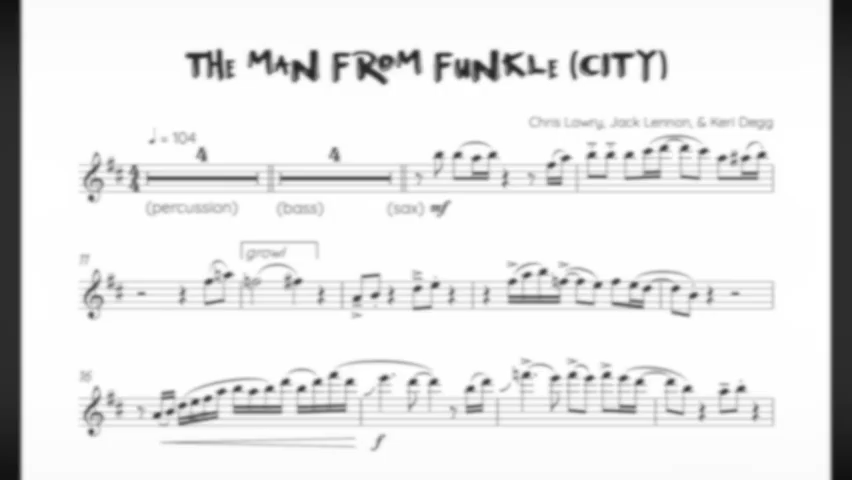 THE MAN FROM FUNKLE (CITY)
Chris Lowry, Jack Lennon, & Keri Degg
♩ = 104
4 4
(percussion) (bass) (sax) mf
11
growl
16
f